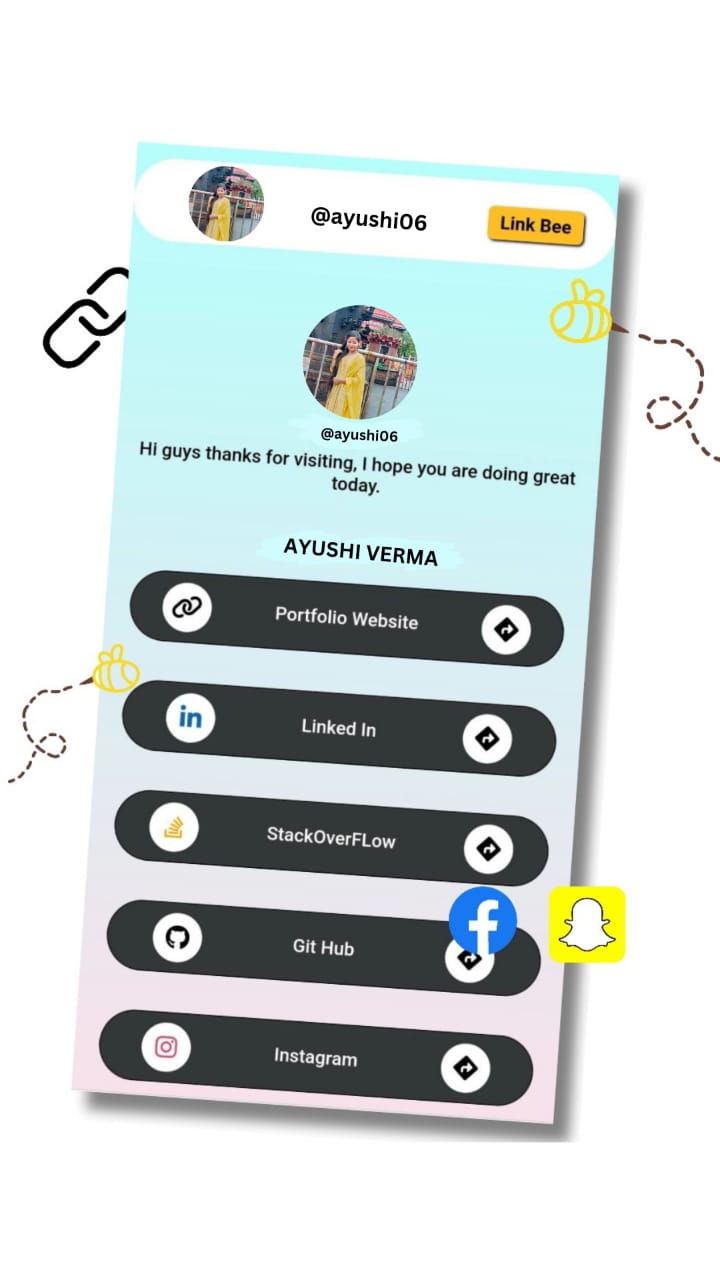 @ayushi06
Link Bee
@ayushi06
Hi guys thanks for visiting, I hope you are doing great
today.
AYUSHI VERMA
Portfolio Website
in
Linked In
StackOverFLow
Git Hub
f
Instagram